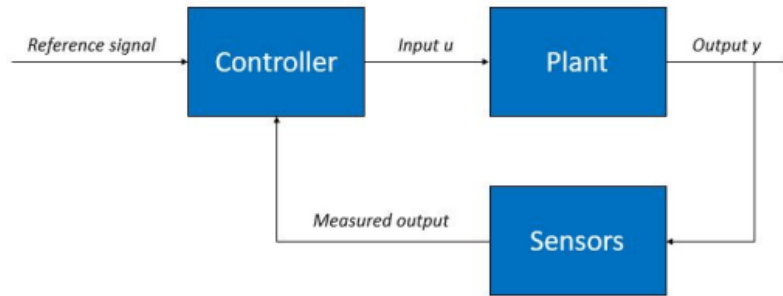 Reference signal
Controller
Input u
Plant
Output y
Measured output
Sensors